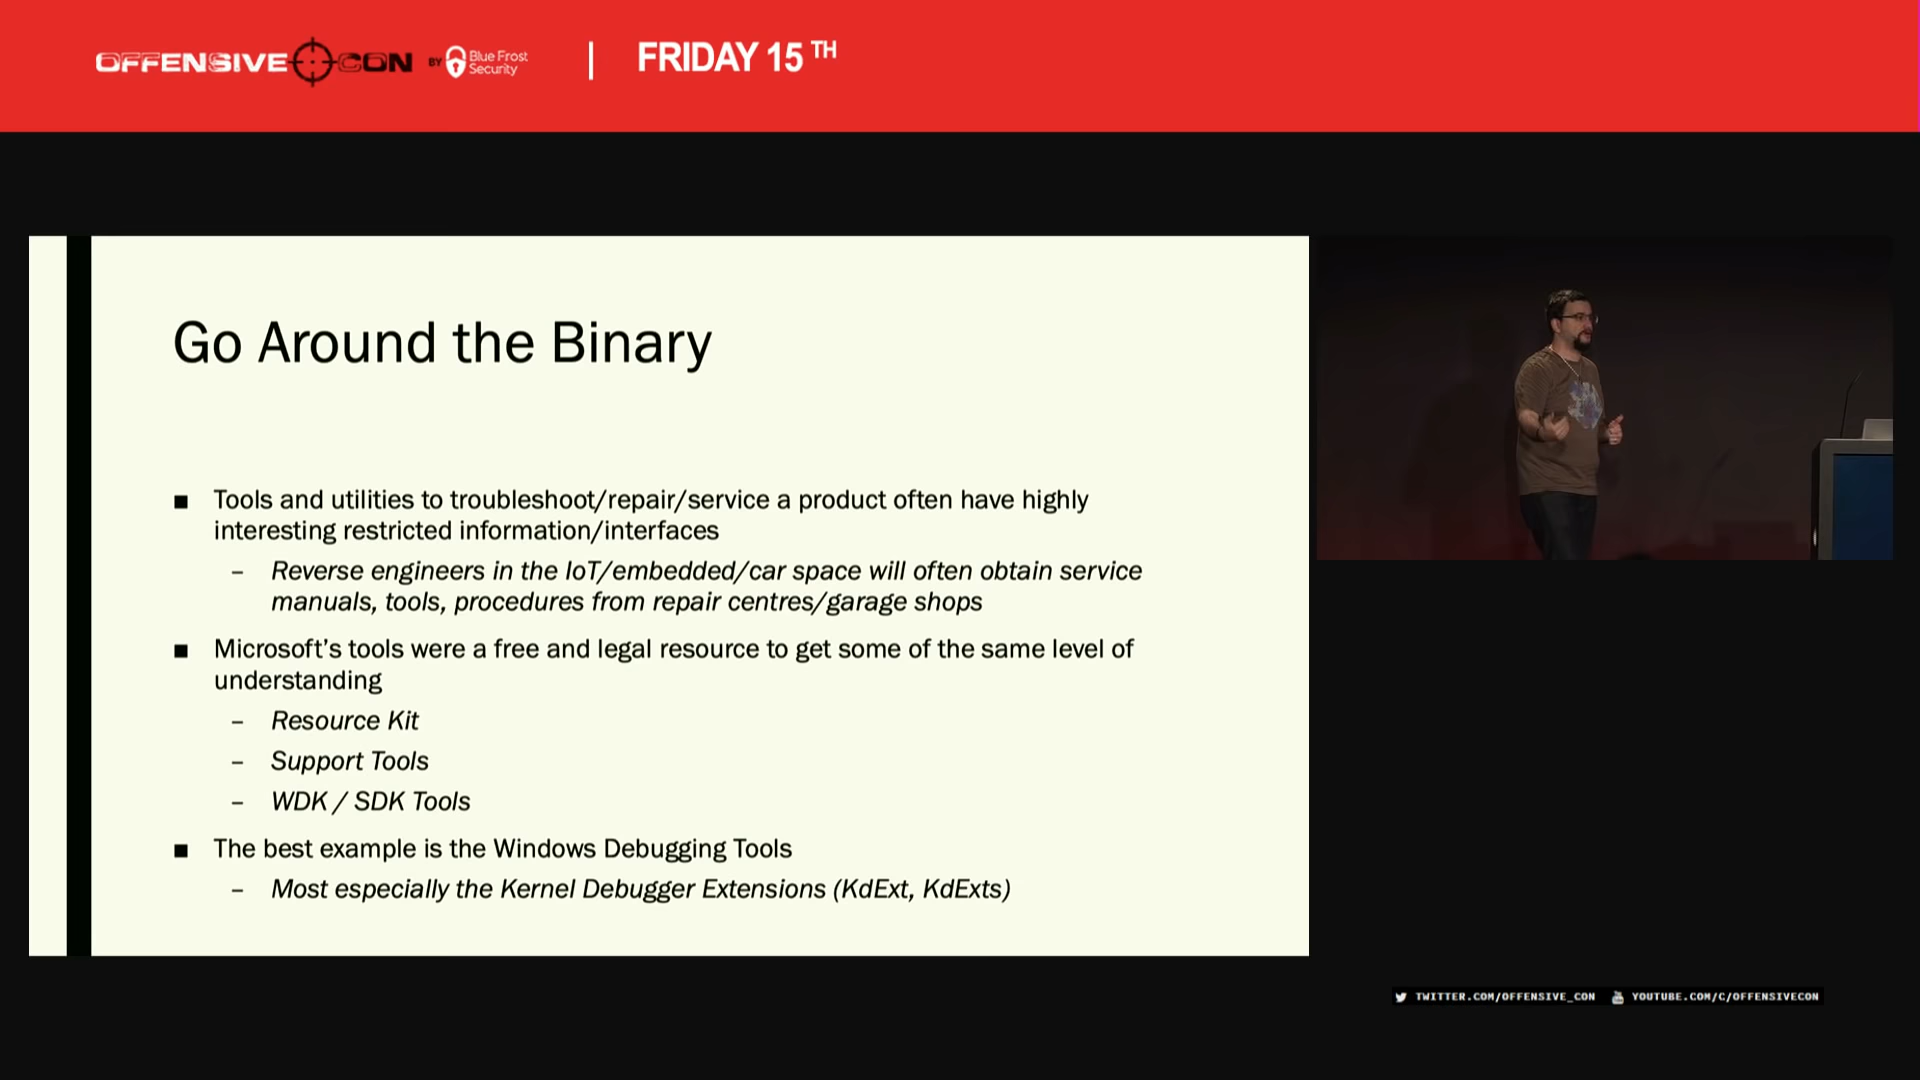 OFFENSIVE CON BY Blue Frost Security | FRIDAY 15 TH
Go Around the Binary
■ Tools and utilities to troubleshoot/repair/service a product often have highly
interesting restricted information/interfaces
– Reverse engineers in the IoT/embedded/car space will often obtain service
manuals, tools, procedures from repair centres/garage shops
■ Microsoft’s tools were a free and legal resource to get some of the same level of
understanding
– Resource Kit
– Support Tools
– WDK / SDK Tools
■ The best example is the Windows Debugging Tools
– Most especially the Kernel Debugger Extensions (KdExt, KdExts)
TWITTER.COM/OFFENSIVE_CON YOUTUBE.COM/C/OFFENSIVECON